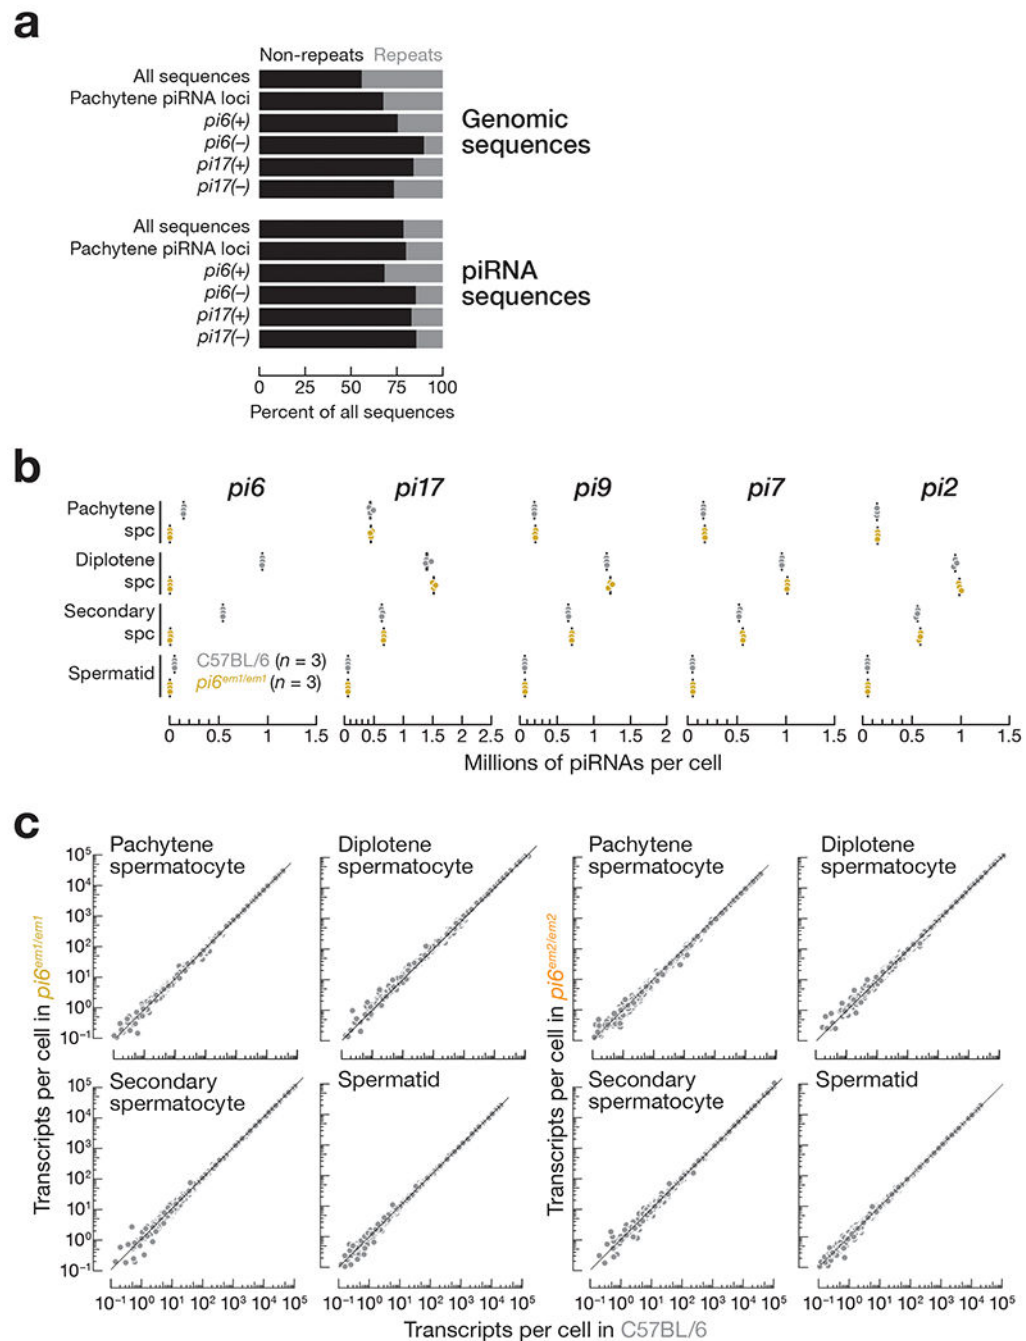 a
Non-repeats Repeats
All sequences
Pachytene piRNA loci
pi6(+)
pi6(–)
pi17(+)
pi17(–)
Genomic
sequences
All sequences
Pachytene piRNA loci
pi6(+)
pi6(–)
pi17(+)
pi17(–)
piRNA
sequences
0 25 50 75 100
Percent of all sequences
b
pi6 pi17 pi9 pi7 pi2
Pachytene
spc
Diplotene
spc
Secondary
spc
Spermatid
C57BL/6 (n = 3)
pi6em1/em1 (n = 3)
0 0.5 1 1.5 0 0.5 1 1.5 2 2.5 0 0.5 1 1.5 2 0 0.5 1 1.5 0 0.5 1 1.5
Millions of piRNAs per cell
c
Transcripts per cell in pi6em1/em1
Pachytene
spermatocyte
Diplotene
spermatocyte
10⁵
10⁴
10³
10²
10¹
10⁰
10⁻¹
Secondary
spermatocyte
Spermatid
10⁵
10⁴
10³
10²
10¹
10⁰
10⁻¹
10⁻¹ 10⁰ 10¹ 10² 10³ 10⁴ 10⁵ 10⁻¹ 10⁰ 10¹ 10² 10³ 10⁴ 10⁵
Transcripts per cell in pi6em2/em2
Pachytene
spermatocyte
Diplotene
spermatocyte
Secondary
spermatocyte
Spermatid
10⁻¹ 10⁰ 10¹ 10² 10³ 10⁴ 10⁵ 10⁻¹ 10⁰ 10¹ 10² 10³ 10⁴ 10⁵
Transcripts per cell in C57BL/6